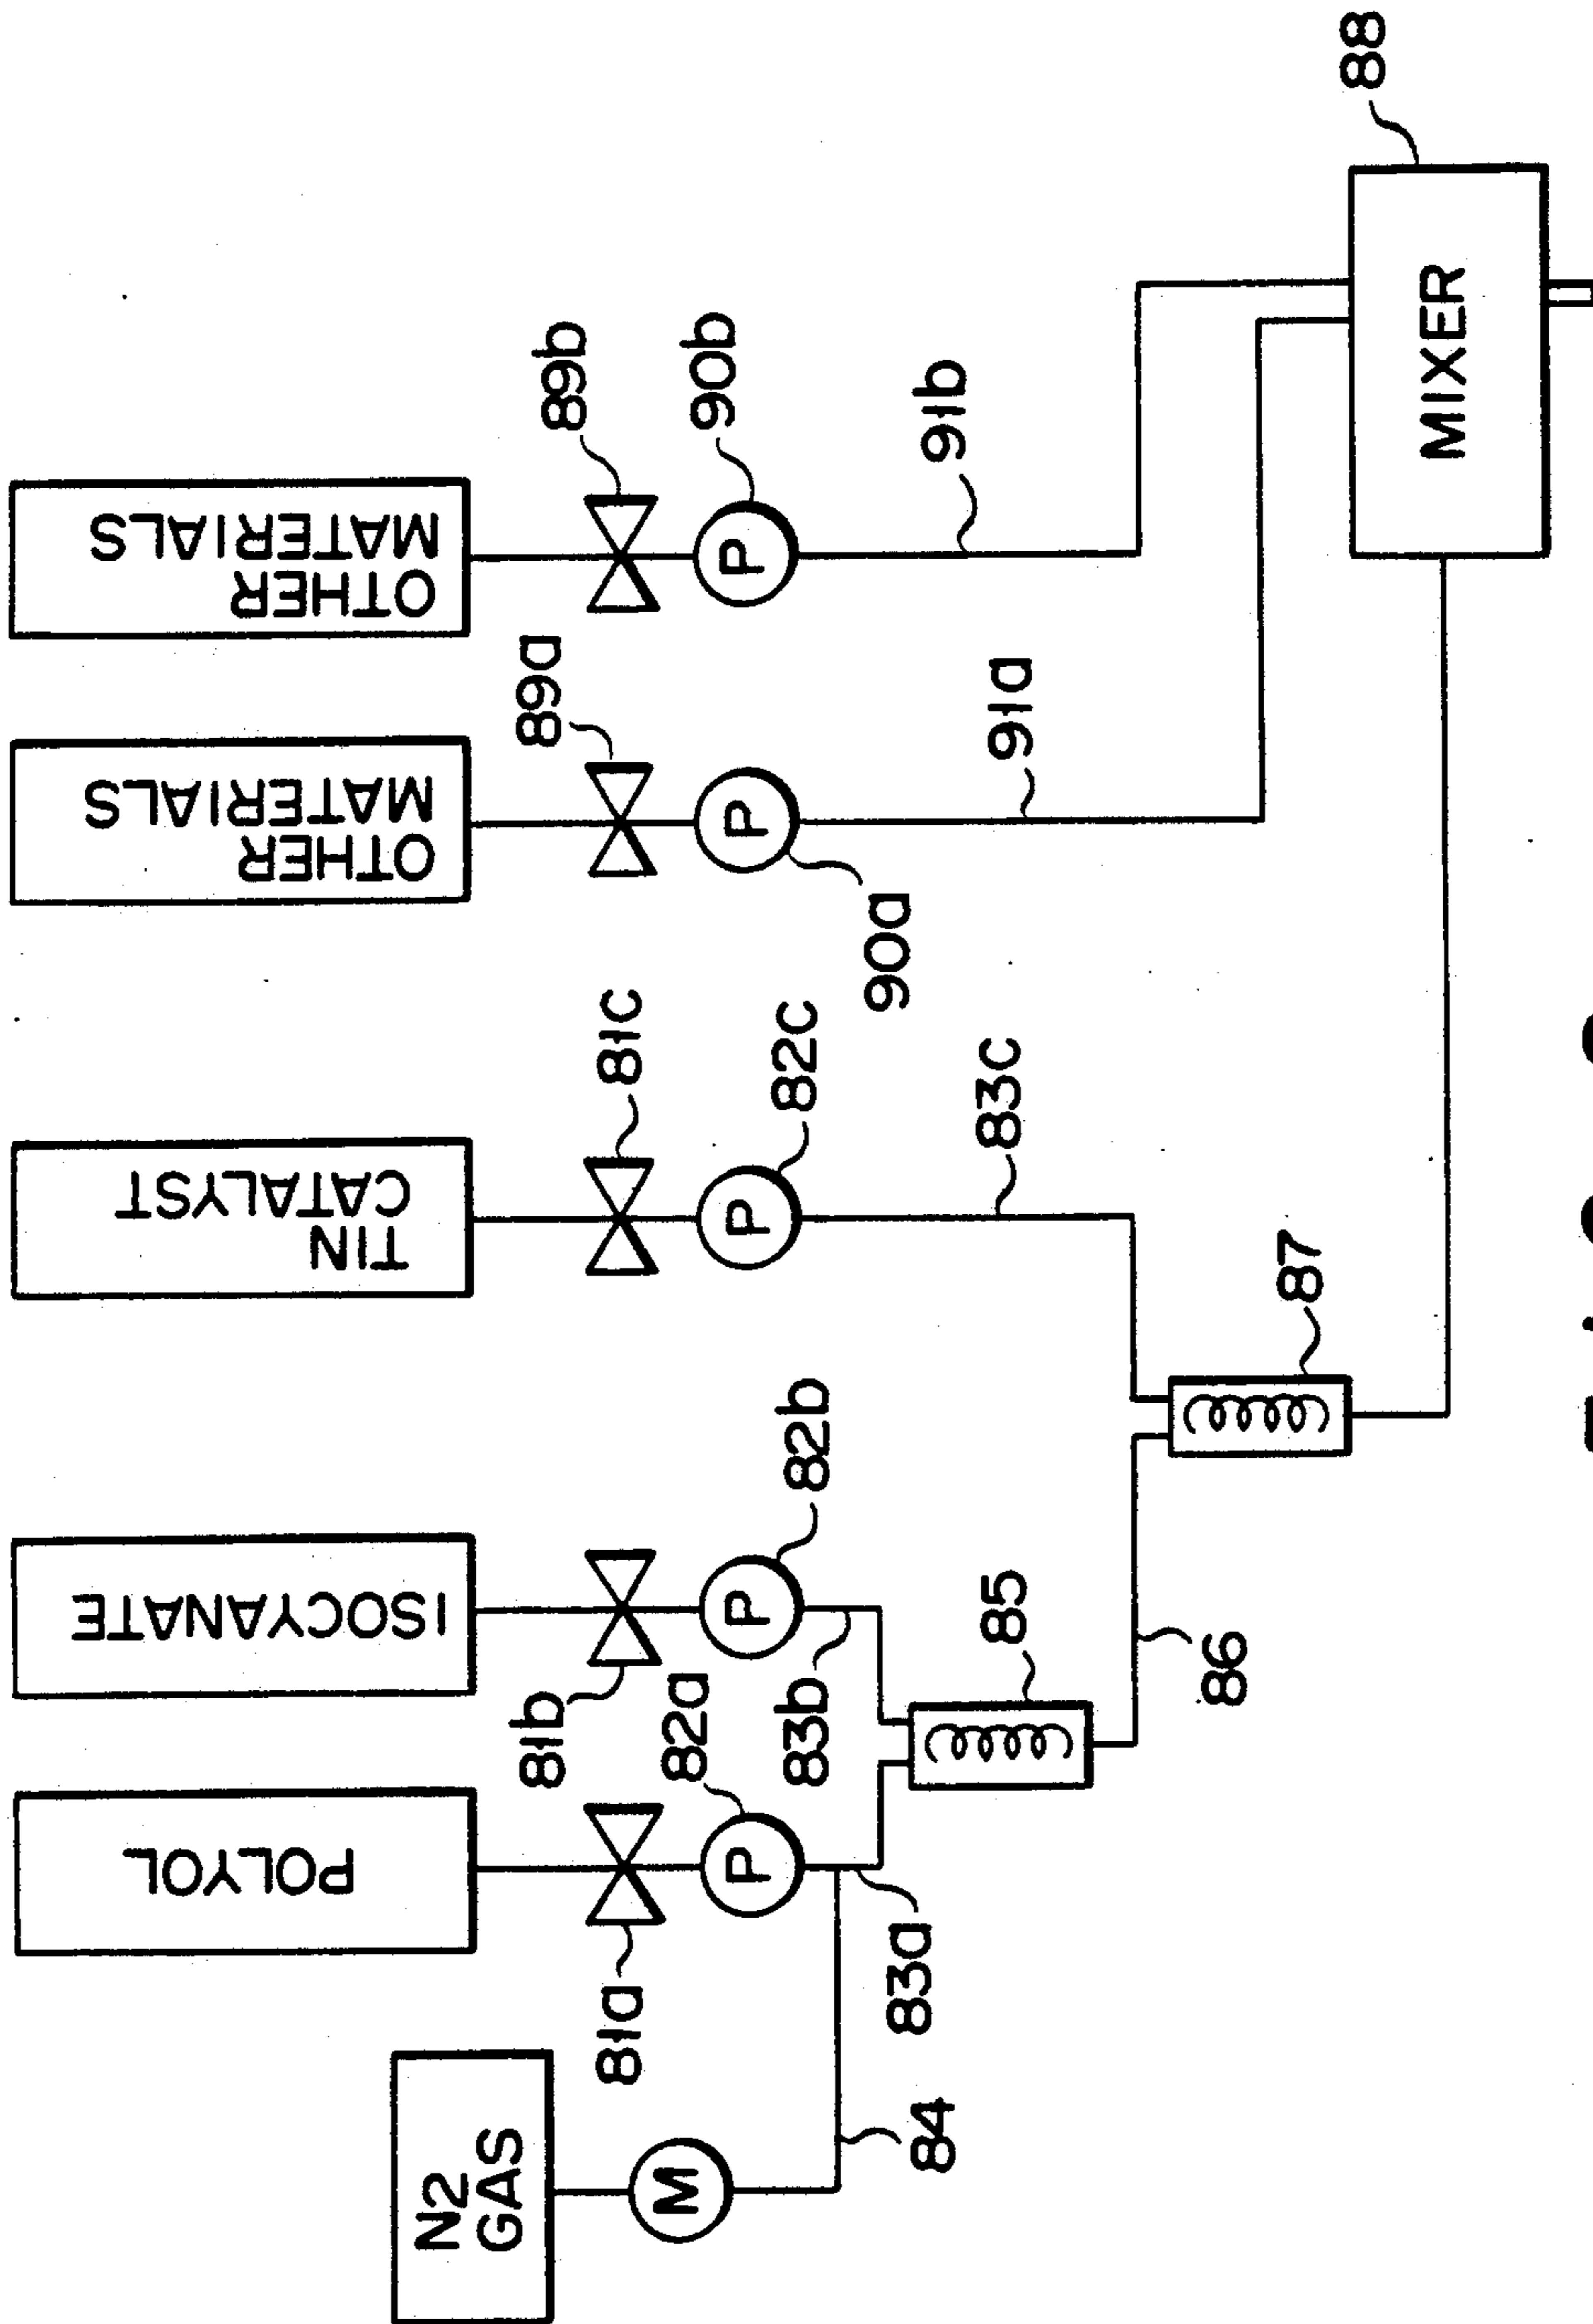 N2
GAS
M
84
POLYOL
81a
P
82a
83a
ISOCYANATE
81b
P
82b
83b
85
86
TIN
CATALYST
81c
P
82c
83c
87
OTHER
MATERIALS
89a
P
90a
91a
OTHER
MATERIALS
89b
P
90b
91b
MIXER
88